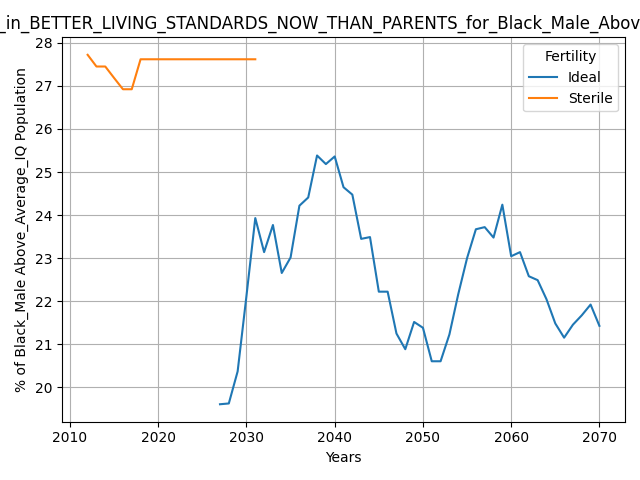 _in_BETTER_LIVING_STANDARDS_NOW_THAN_PARENTS_for_Black_Male_Abov
28
27
26
25
24
23
22
21
20
% of Black_Male Above_Average_IQ Population
Fertility
Ideal
Sterile
2010 2020 2030 2040 2050 2060 2070
Years